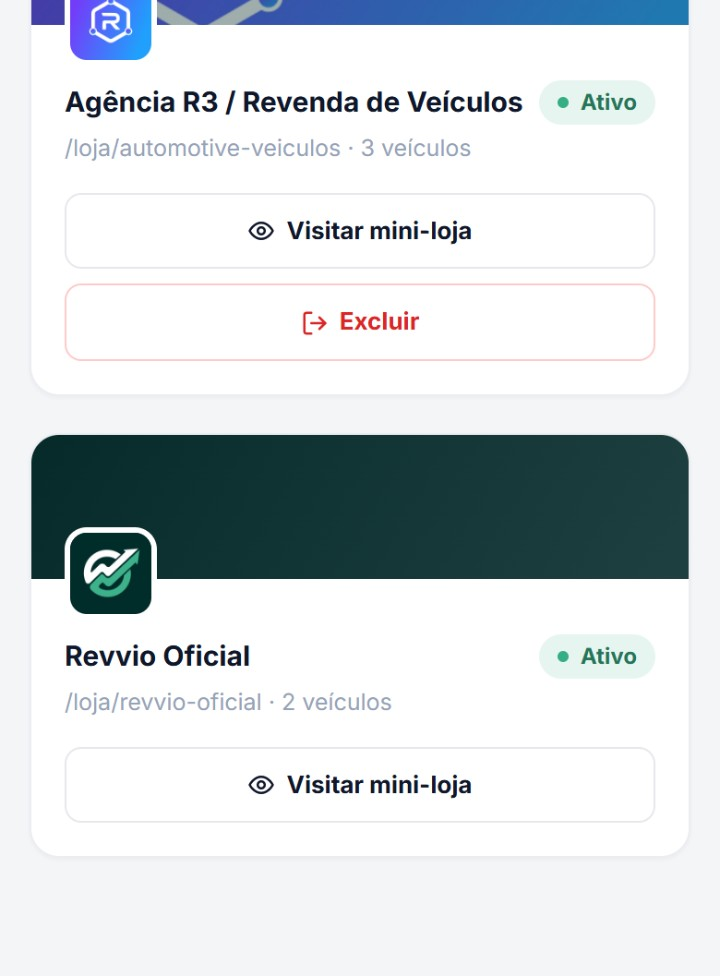 R
Agência R3 / Revenda de Veículos
Ativo
/loja/automotive-veiculos · 3 veículos
Visitar mini-loja
Excluir
Revvio Oficial
Ativo
/loja/revvio-oficial · 2 veículos
Visitar mini-loja